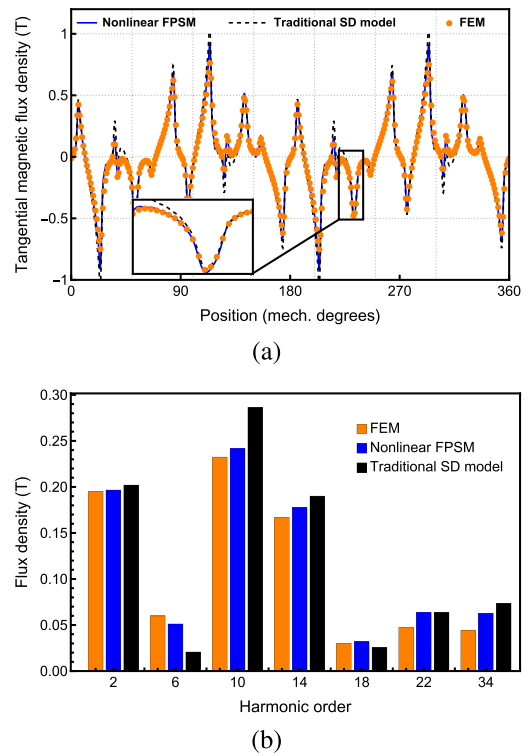 Nonlinear FPSM Traditional SD model FEM
Tangential magnetic flux density (T)
1
0.5
0
−0.5
−1
0 90 180 270 360
Position (mech. degrees)
(a)
Flux density (T)
0.30
0.25
0.20
0.15
0.10
0.05
0.00
FEM
Nonlinear FPSM
Traditional SD model
2 6 10 14 18 22 34
Harmonic order
(b)